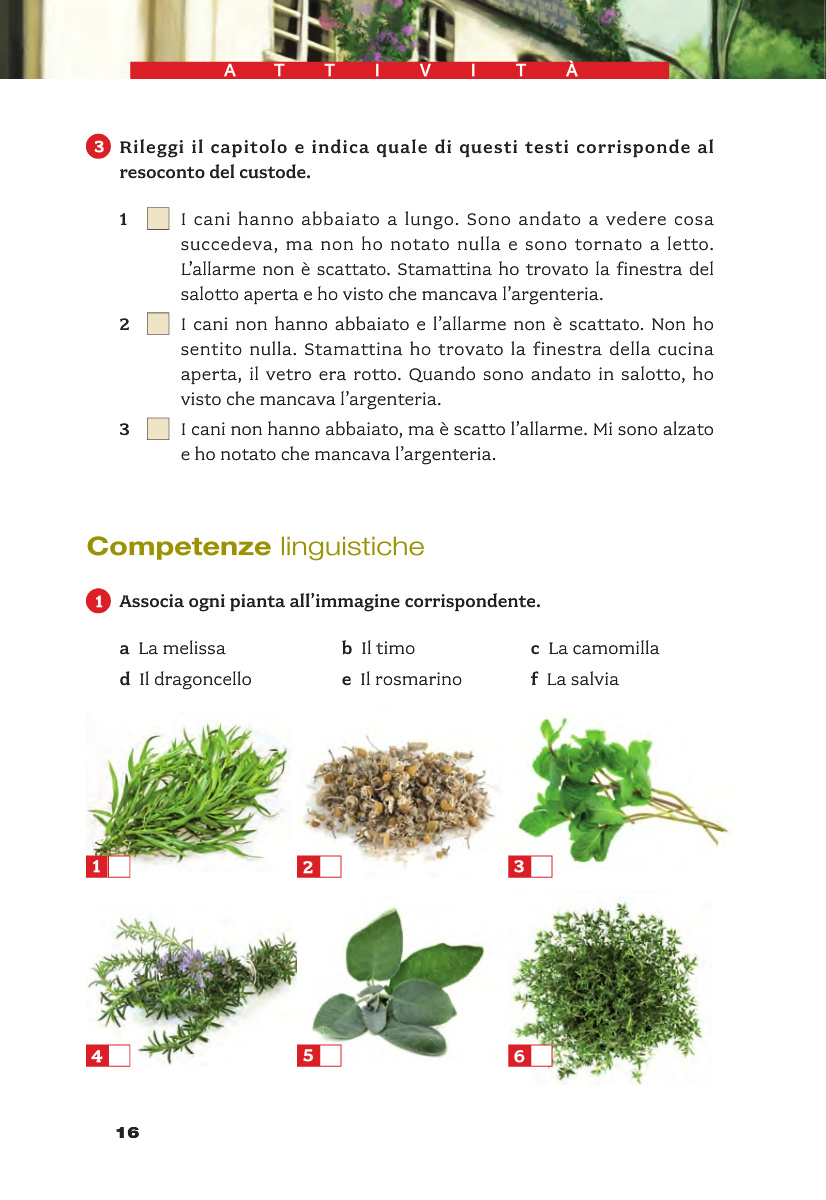 ATTIVITÀ
3 Rileggi il capitolo e indica quale di questi testi corrisponde al
resoconto del custode.
1 I cani hanno abbaiato a lungo. Sono andato a vedere cosa
succedeva, ma non ho notato nulla e sono tornato a letto.
L'allarme non è scattato. Stamattina ho trovato la finestra del
salotto aperta e ho visto che mancava l'argenteria.
2 I cani non hanno abbaiato e l'allarme non è scattato. Non ho
sentito nulla. Stamattina ho trovato la finestra della cucina
aperta, il vetro era rotto. Quando sono andato in salotto, ho
visto che mancava l'argenteria.
3 I cani non hanno abbaiato, ma è scatto l'allarme. Mi sono alzato
e ho notato che mancava l'argenteria.
Competenze linguistiche
1 Associa ogni pianta all'immagine corrispondente.
a La melissa b Il timo c La camomilla
d Il dragoncello e Il rosmarino f La salvia
1 2 3
4 5 6
16